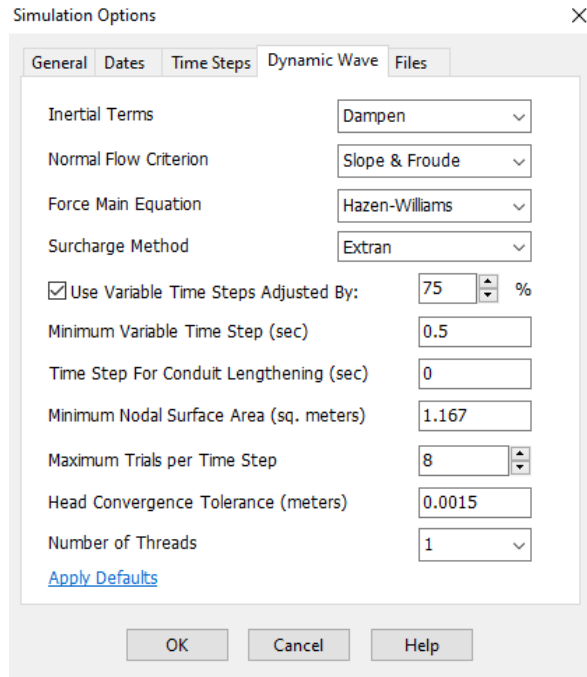 Simulation Options
General Dates Time Steps Dynamic Wave Files
Inertial Terms Dampen
Normal Flow Criterion Slope & Froude
Force Main Equation Hazen-Williams
Surcharge Method Extran
Use Variable Time Steps Adjusted By: 75 %
Minimum Variable Time Step (sec) 0.5
Time Step For Conduit Lengthening (sec) 0
Minimum Nodal Surface Area (sq. meters) 1.167
Maximum Trials per Time Step 8
Head Convergence Tolerance (meters) 0.0015
Number of Threads 1
Apply Defaults
OK Cancel Help